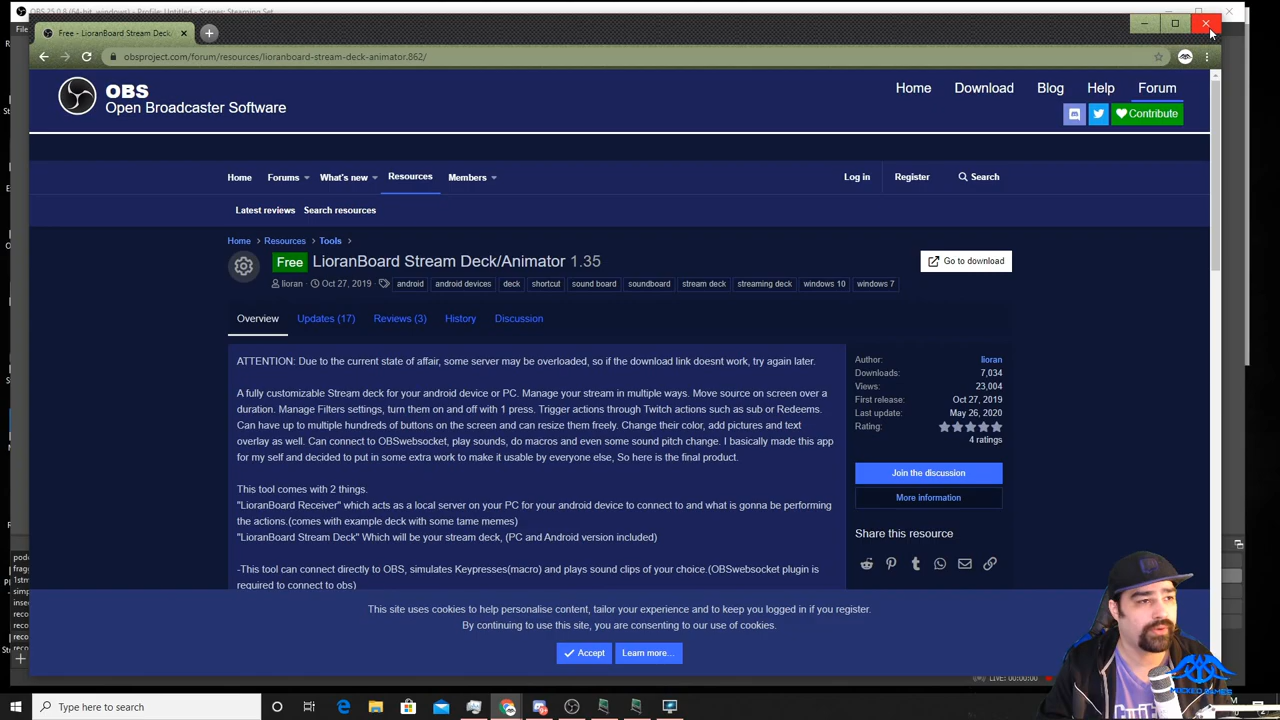 OBS 25.0.8 (64-bit, windows) - Profile: Untitled - Scenes: Streaming Set
Free - LioranBoard Stream Deck/
obsproject.com/forum/resources/lioranboard-stream-deck-animator.862/
OBS
Open Broadcaster Software
Home Download Blog Help Forum
Contribute
Home Forums What's new Resources Members Log in Register Search
Latest reviews Search resources
Home > Resources > Tools >
Free LioranBoard Stream Deck/Animator 1.35
Go to download
lioran Oct 27, 2019 android android devices deck shortcut sound board soundboard stream deck streaming deck windows 10 windows 7
Overview Updates (17) Reviews (3) History Discussion
ATTENTION: Due to the current state of affair, some server may be overloaded, so if the download link doesnt work, try again later.
A fully customizable Stream deck for your android device or PC. Manage your stream in multiple ways. Move source on screen over a
duration. Manage Filters settings, turn them on and off with 1 press. Trigger actions through Twitch actions such as sub or Redeems.
Can have up to multiple hundreds of buttons on the screen and can resize them freely. Change their color, add pictures and text
overlay as well. Can connect to OBSwebsocket, play sounds, do macros and even some sound pitch change. I basically made this app
for my self and decided to put in some extra work to make it usable by everyone else, So here is the final product.
This tool comes with 2 things.
"LioranBoard Receiver" which acts as a local server on your PC for your android device to connect to and what is gonna be performing
the actions.(comes with example deck with some tame memes)
"LioranBoard Stream Deck" Which will be your stream deck, (PC and Android version included)
-This tool can connect directly to OBS, simulates Keypresses(macro) and plays sound clips of your choice.(OBSwebsocket plugin is
required to connect to obs)
Author: lioran
Downloads: 7,034
Views: 23,004
First release: Oct 27, 2019
Last update: May 26, 2020
Rating:
4 ratings
Join the discussion
More information
Share this resource
This site uses cookies to help personalise content, tailor your experience and to keep you logged in if you register.
By continuing to use this site, you are consenting to our use of cookies.
Accept Learn more...
LIVE: 00:00:00
MOCKED GAMES
Type here to search